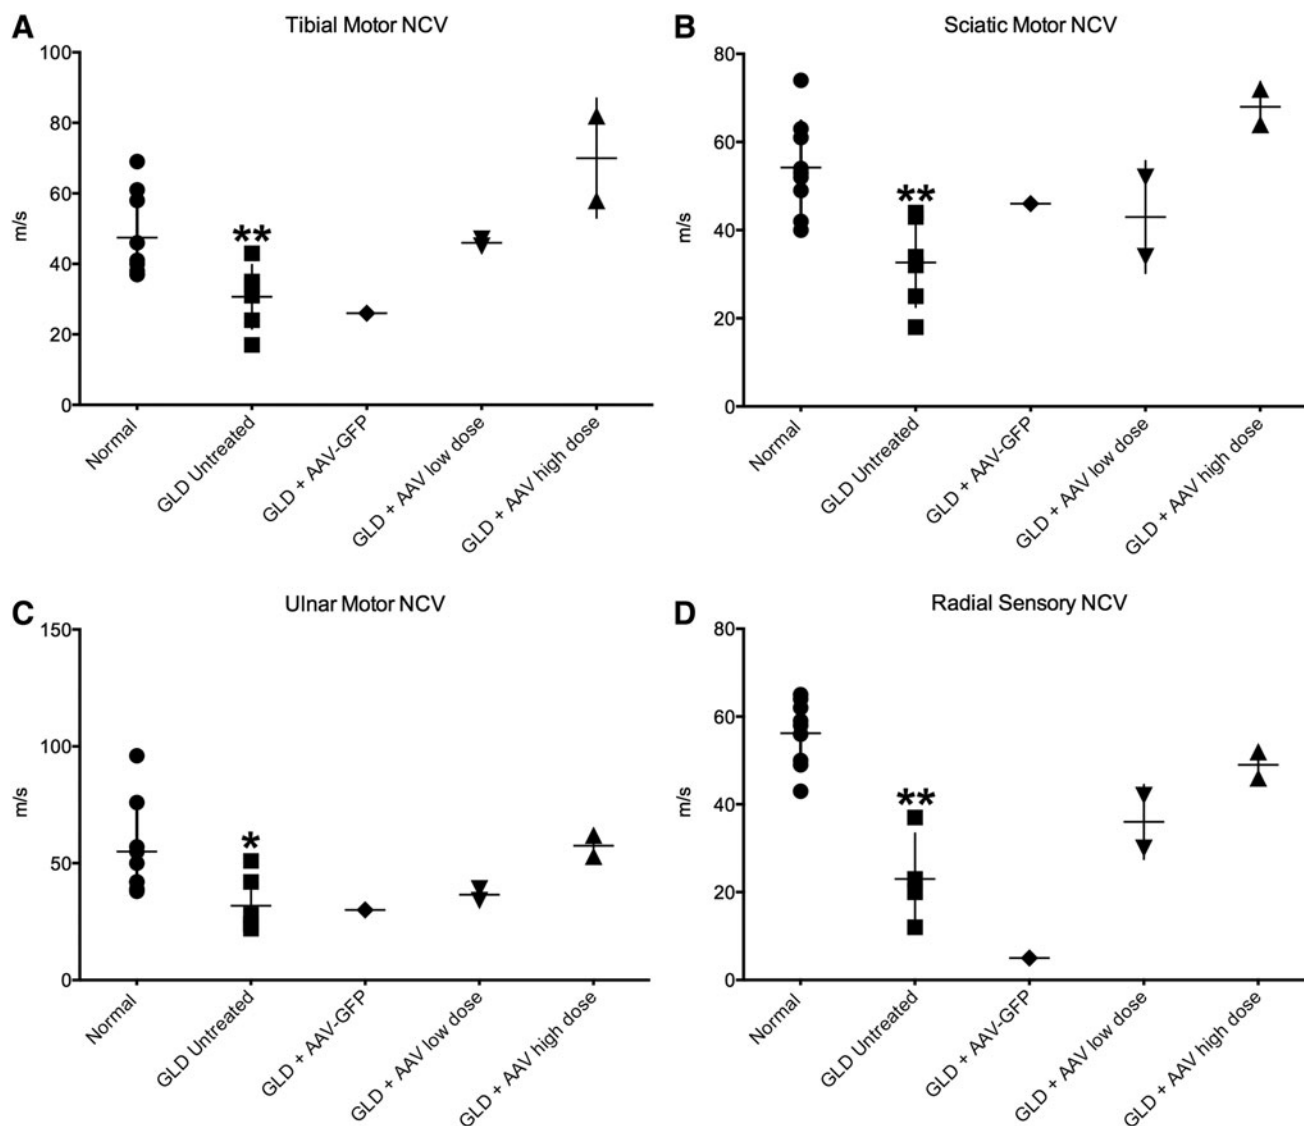 A
Tibial Motor NCV
100
80
60
40
20
0
m/s
**
Normal
GLD Untreated
GLD + AAV-GFP
GLD + AAV low dose
GLD + AAV high dose
B
Sciatic Motor NCV
80
60
40
20
0
m/s
**
Normal
GLD Untreated
GLD + AAV-GFP
GLD + AAV low dose
GLD + AAV high dose
C
Ulnar Motor NCV
150
100
50
0
m/s
*
Normal
GLD Untreated
GLD + AAV-GFP
GLD + AAV low dose
GLD + AAV high dose
D
Radial Sensory NCV
80
60
40
20
0
m/s
**
Normal
GLD Untreated
GLD + AAV-GFP
GLD + AAV low dose
GLD + AAV high dose